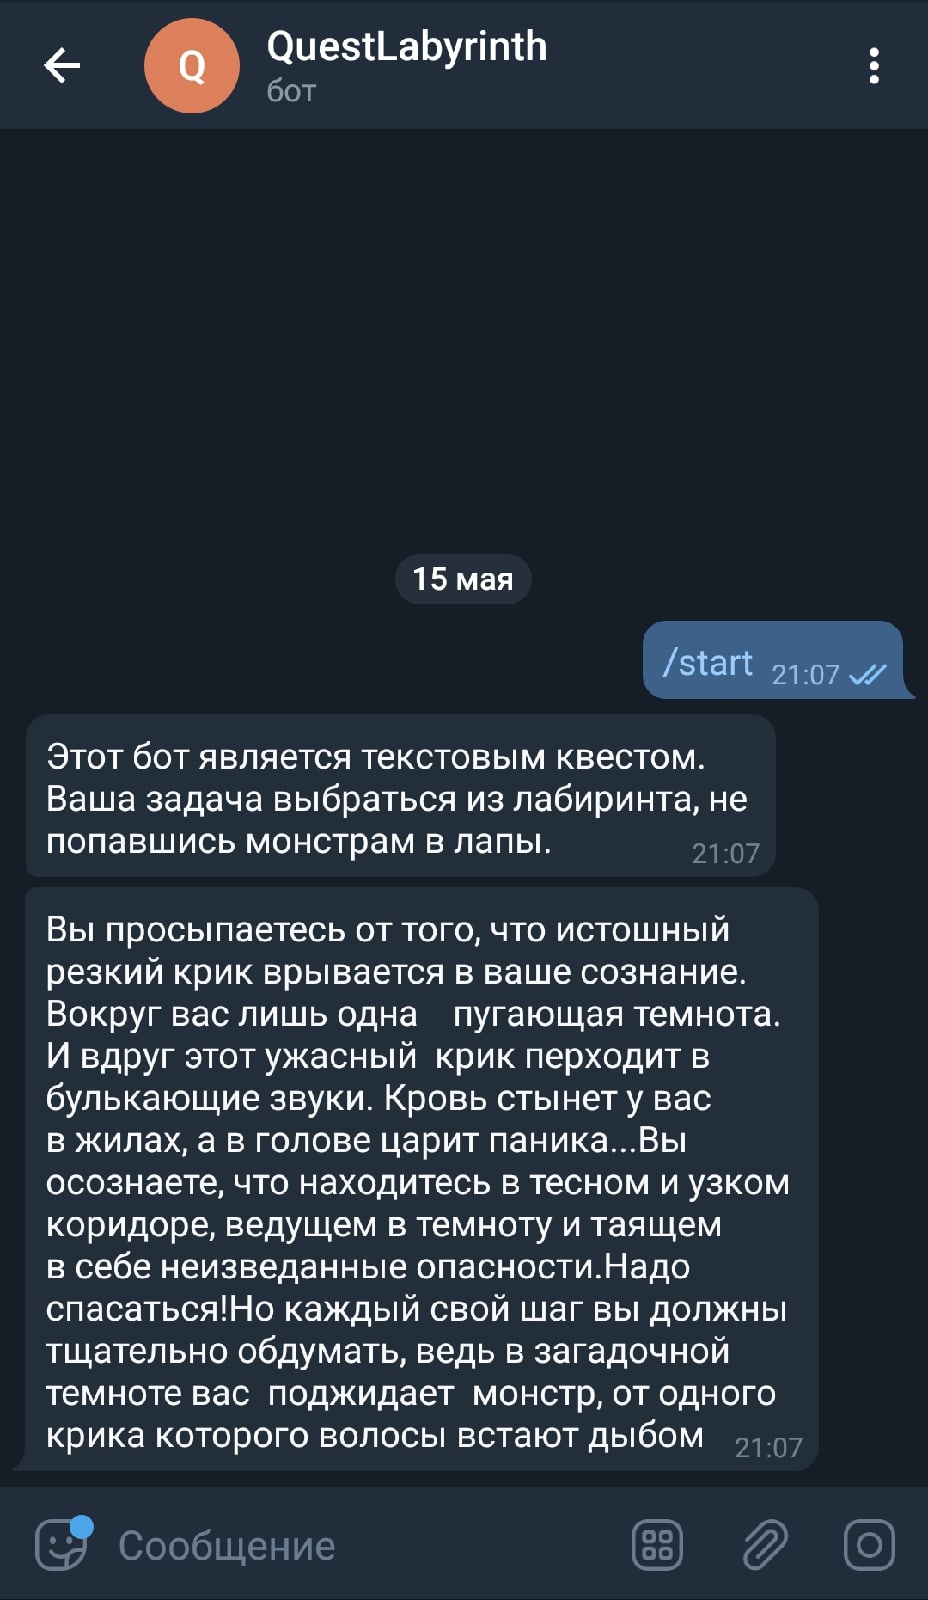 QuestLabyrinth
Q
бот
15 мая
/start 21:07
Этот бот является текстовым квестом.
Ваша задача выбраться из лабиринта, не
попавшись монстрам в лапы.
21:07
Вы просыпаетесь от того, что истошный
резкий крик врывается в ваше сознание.
Вокруг вас лишь одна    пугающая темнота.
И вдруг этот ужасный  крик перходит в
булькающие звуки. Кровь стынет у вас
в жилах, а в голове царит паника...Вы
осознаете, что находитесь в тесном и узком
коридоре, ведущем в темноту и таящем
в себе неизведанные опасности.Надо
спасаться!Но каждый свой шаг вы должны
тщательно обдумать, ведь в загадочной
темноте вас  поджидает  монстр, от одного
крика которого волосы встают дыбом
21:07
Сообщение